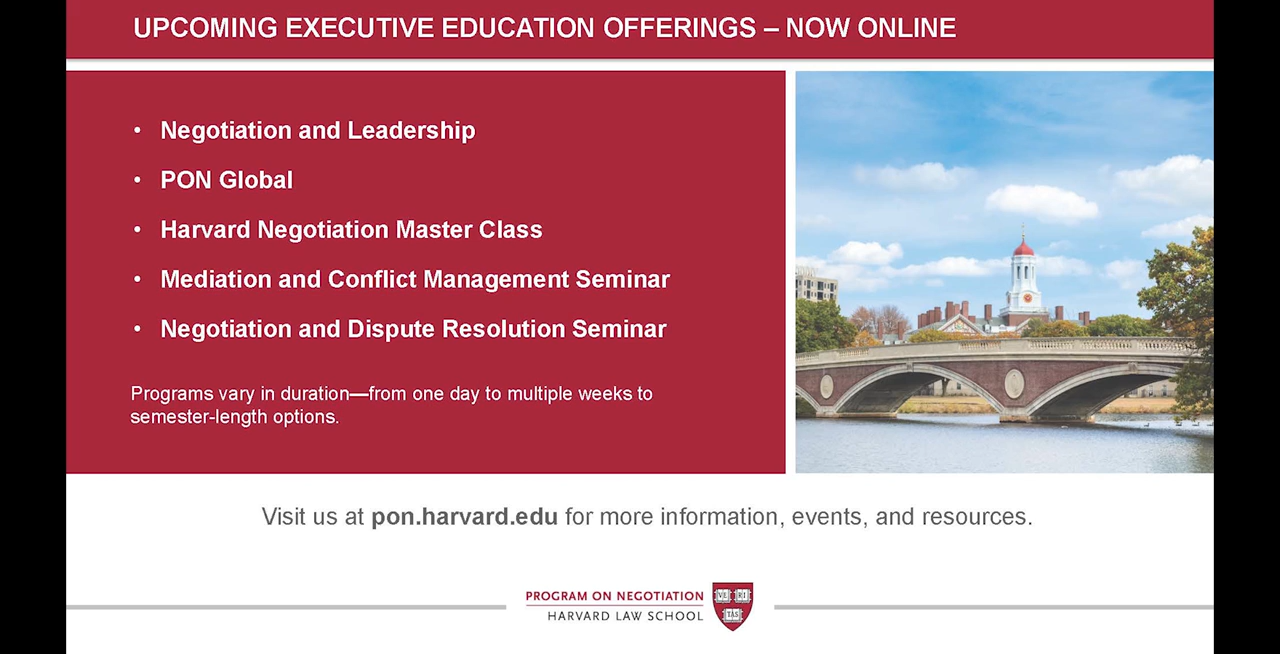 UPCOMING EXECUTIVE EDUCATION OFFERINGS – NOW ONLINE
• Negotiation and Leadership
• PON Global
• Harvard Negotiation Master Class
• Mediation and Conflict Management Seminar
• Negotiation and Dispute Resolution Seminar
Programs vary in duration—from one day to multiple weeks to
semester-length options.
Visit us at pon.harvard.edu for more information, events, and resources.
PROGRAM ON NEGOTIATION
HARVARD LAW SCHOOL
VE RI
TAS